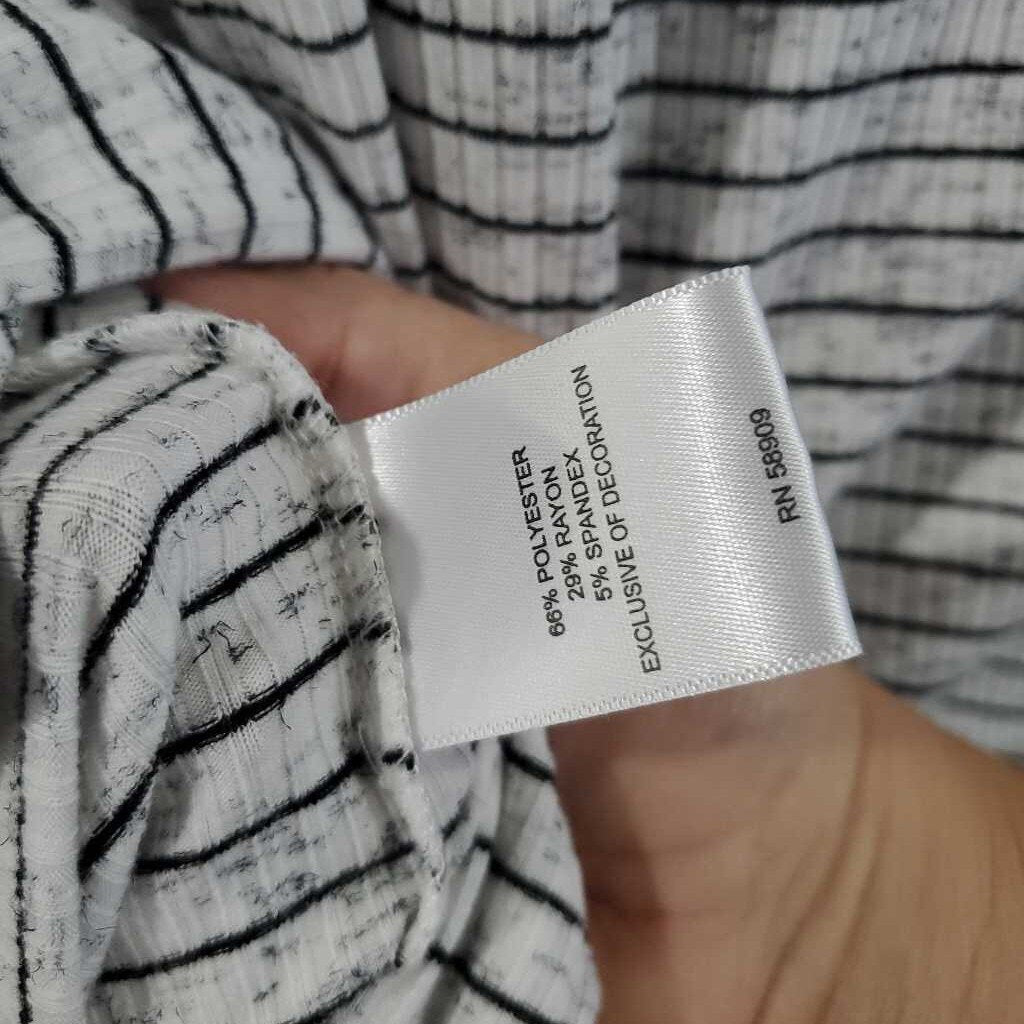 66% POLYESTER
29% RAYON
5% SPANDEX
EXCLUSIVE OF DECORATION
RN 58909